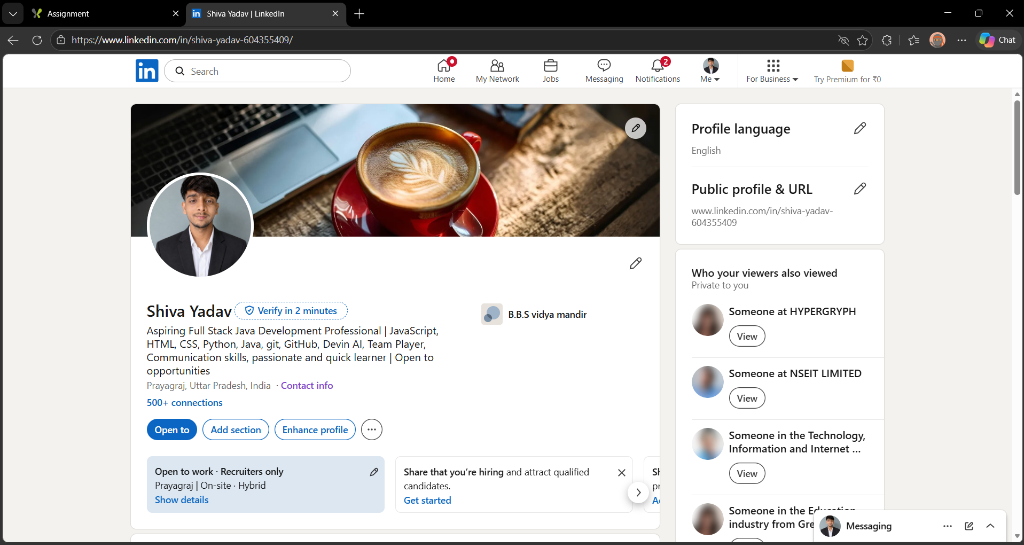 Assignment
Shiva Yadav | LinkedIn
https://www.linkedin.com/in/shiva-yadav-604355409/
Chat
in
Search
Home
My Network
Jobs
Messaging
2
Notifications
Me
For Business
Try Premium for ₹0
Profile language
English
Public profile & URL
www.linkedin.com/in/shiva-yadav-
604355409
Shiva Yadav
Verify in 2 minutes
B.B.S vidya mandir
Aspiring Full Stack Java Development Professional | JavaScript,
HTML, CSS, Python, Java, git, GitHub, Devin AI, Team Player,
Communication skills, passionate and quick learner | Open to
opportunities
Prayagraj, Uttar Pradesh, India · Contact info
500+ connections
Open to
Add section
Enhance profile
Open to work · Recruiters only
Prayagraj | On-site · Hybrid
Show details
Share that you're hiring and attract qualified
candidates.
Get started
Who your viewers also viewed
Private to you
Someone at HYPERGRYPH
View
Someone at NSEIT LIMITED
View
Someone in the Technology,
Information and Internet ...
View
Someone in the Education
industry from Gre
Messaging